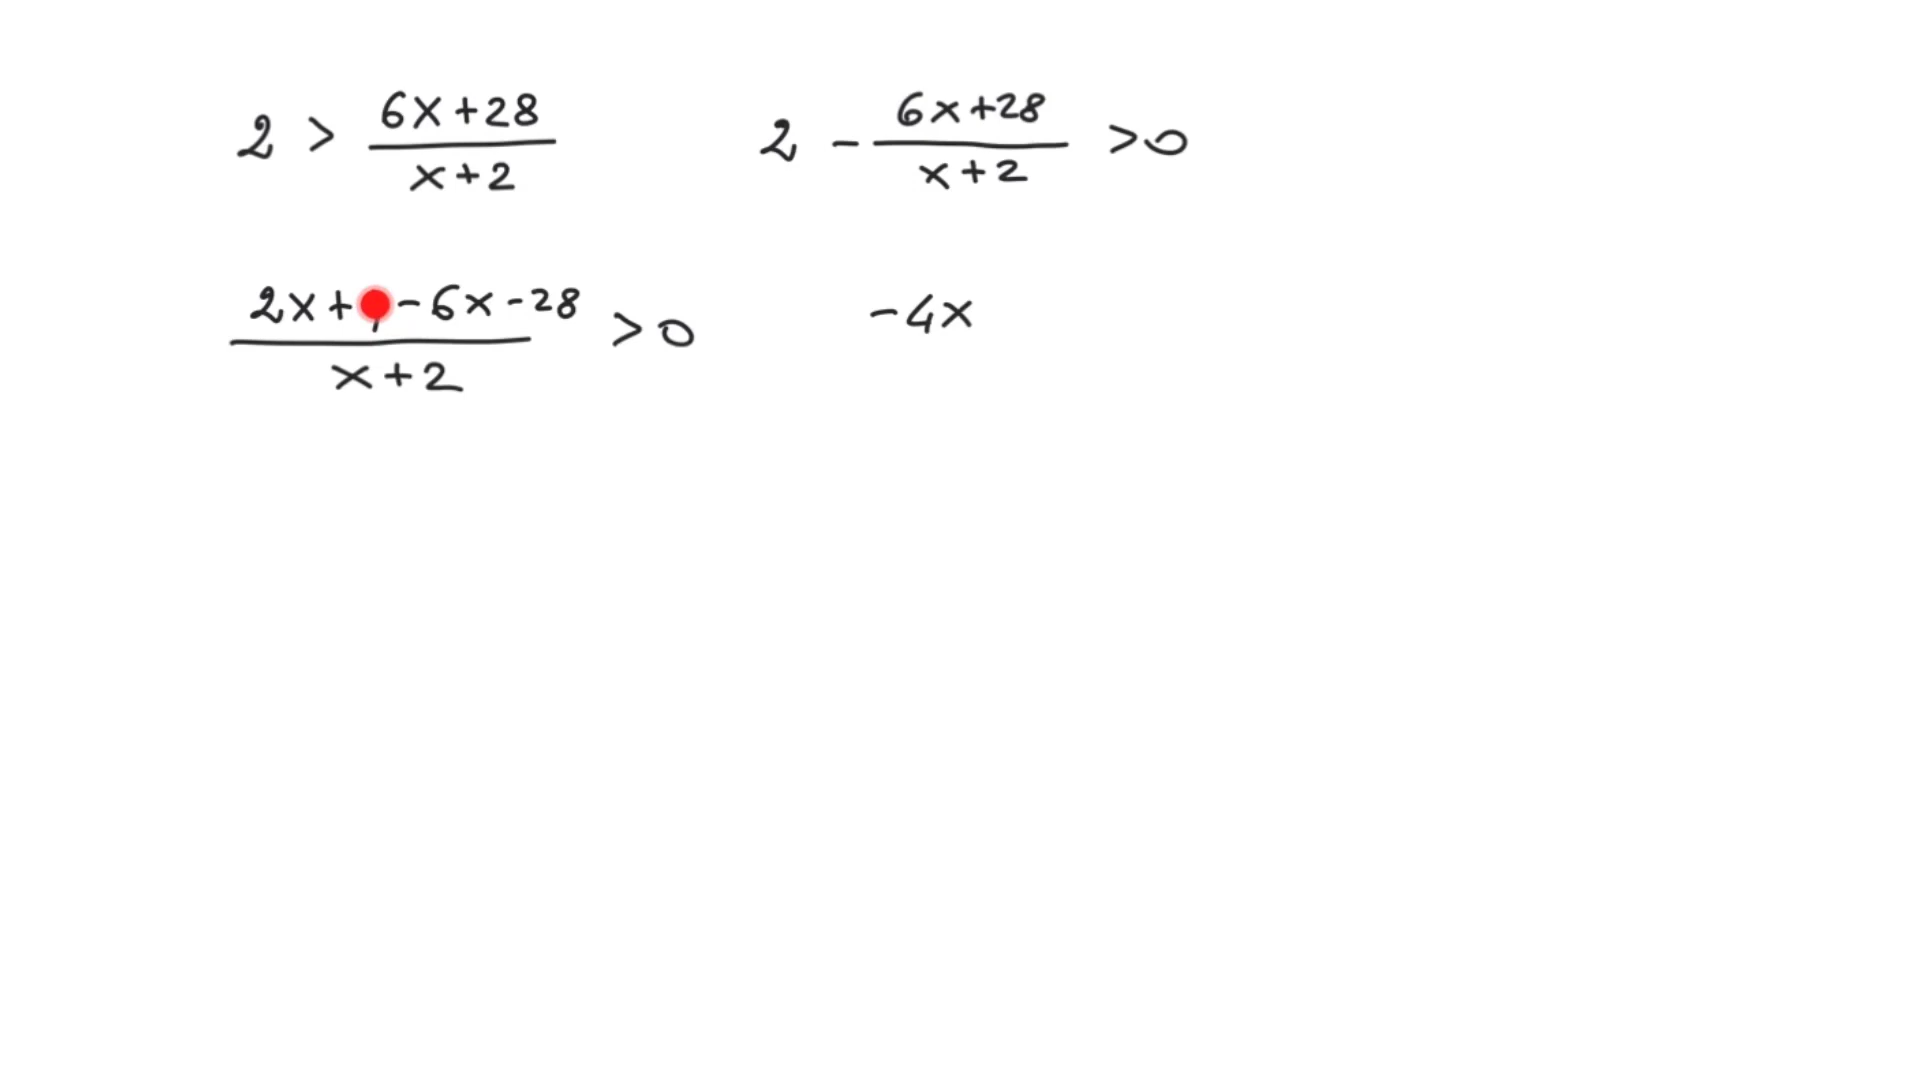 2 > (6x+28)/(x+2)    2 - (6x+28)/(x+2) > 0
(2x+ -6x-28)/(x+2) > 0    -4x